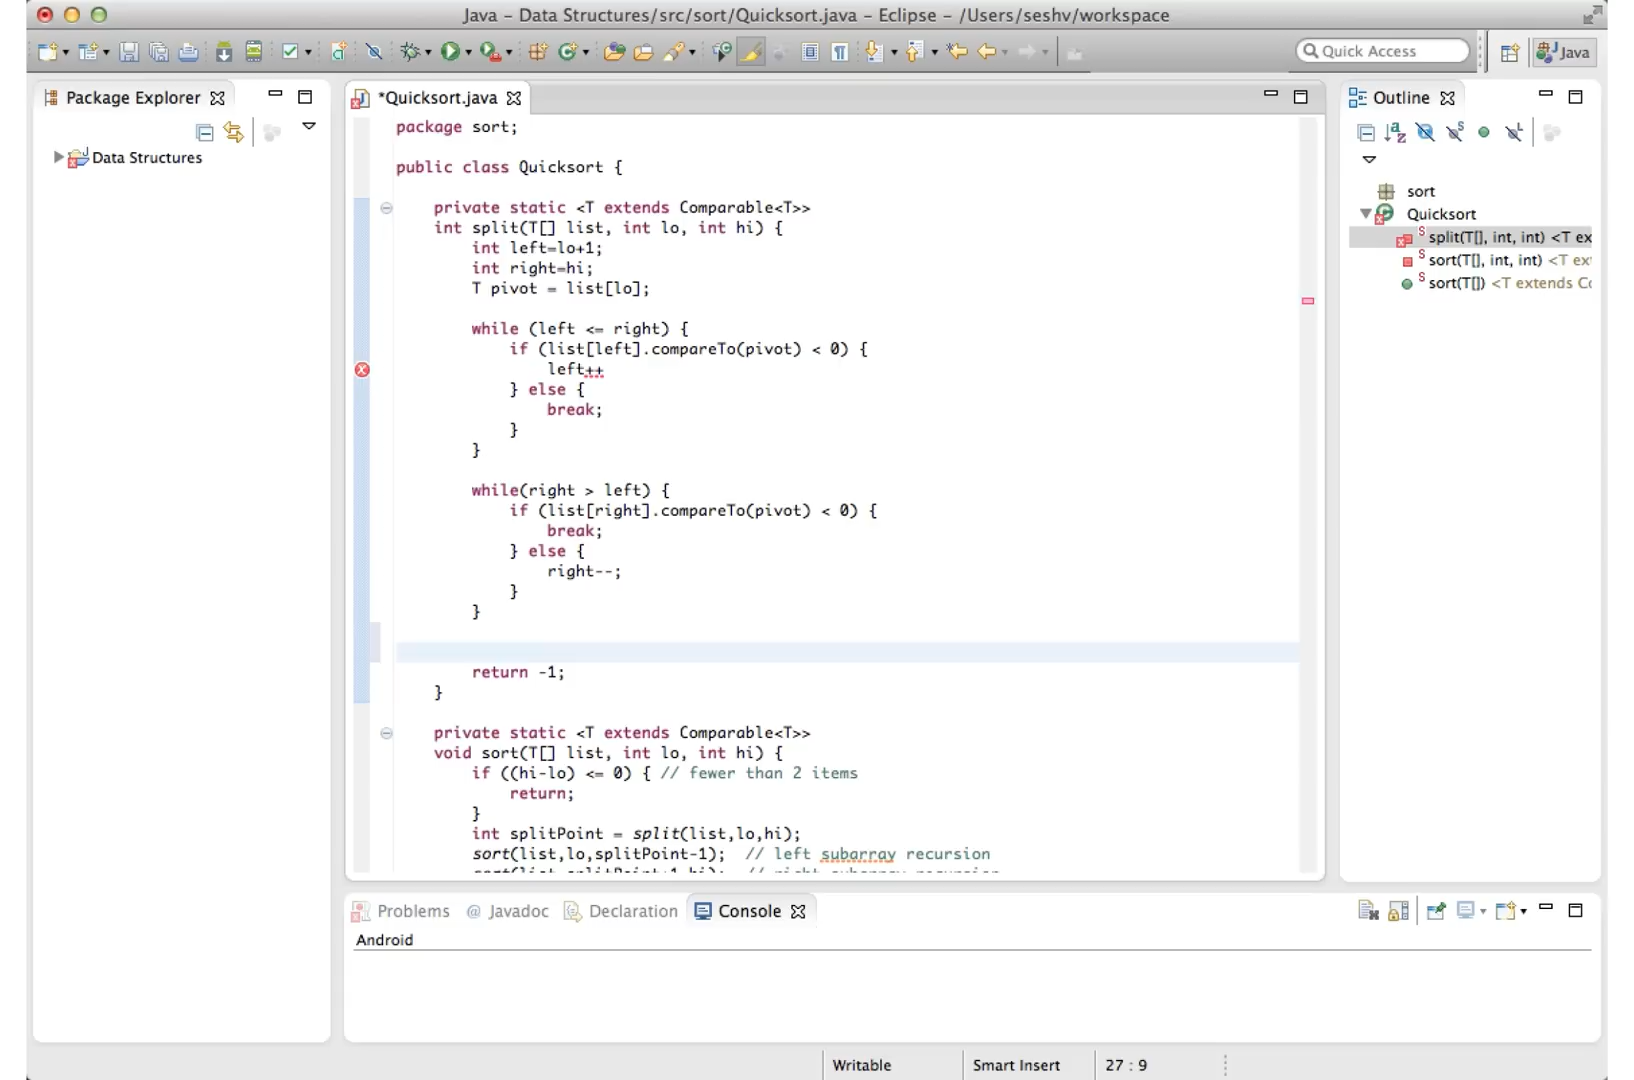 Java – Data Structures/src/sort/Quicksort.java – Eclipse – /Users/seshv/workspace
Quick Access
Java
Package Explorer
Data Structures
*Quicksort.java
package sort;
public class Quicksort {
private static <T extends Comparable<T>>
int split(T[] list, int lo, int hi) {
int left=lo+1;
int right=hi;
T pivot = list[lo];
while (left <= right) {
if (list[left].compareTo(pivot) < 0) {
left++
} else {
break;
}
}
while(right > left) {
if (list[right].compareTo(pivot) < 0) {
break;
} else {
right--;
}
}
return -1;
}
private static <T extends Comparable<T>>
void sort(T[] list, int lo, int hi) {
if ((hi-lo) <= 0) { // fewer than 2 items
return;
}
int splitPoint = split(list,lo,hi);
sort(list,lo,splitPoint-1);  // left subarray recursion
Outline
sort
Quicksort
split(T[], int, int) <T ex
sort(T[], int, int) <T ex
sort(T[]) <T extends Co
Problems
@ Javadoc
Declaration
Console
Android
Writable
Smart Insert
27 : 9